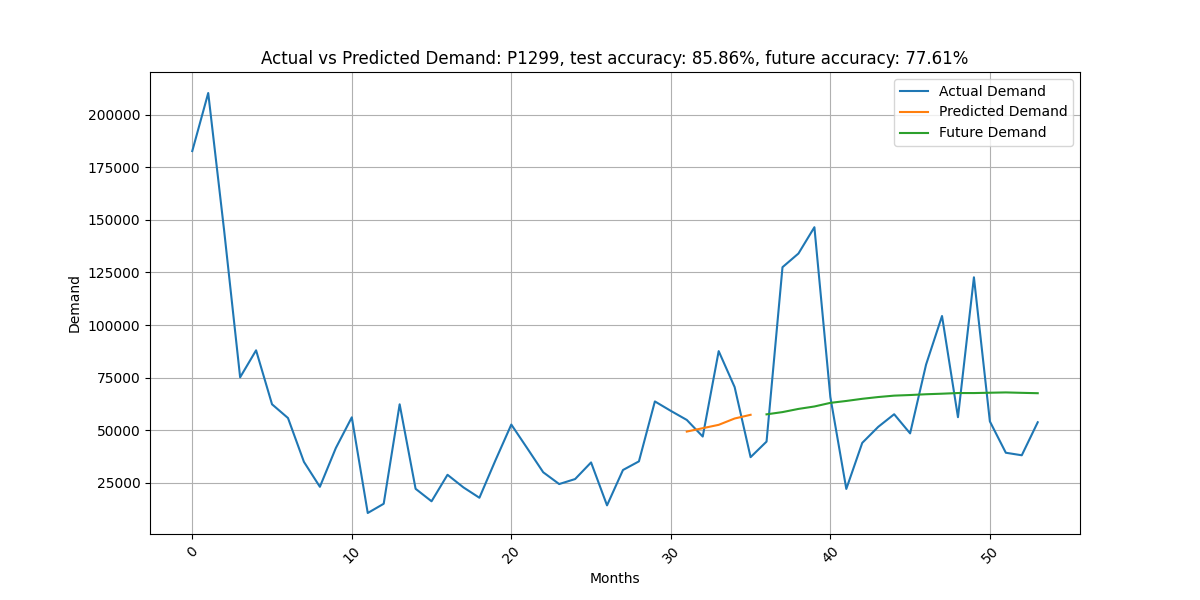 Actual vs Predicted Demand: P1299, test accuracy: 85.86%, future accuracy: 77.61%
Actual Demand
Predicted Demand
Future Demand
200000
175000
150000
125000
100000
75000
50000
25000
Demand
0
10
20
30
40
50
Months